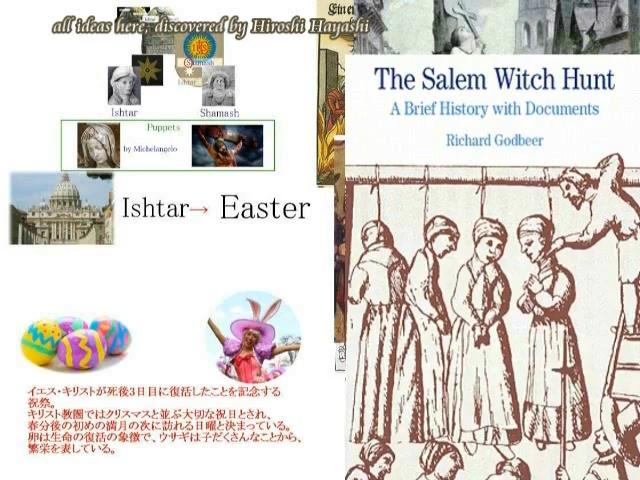 all ideas here, discovered by Hiroshi Hayashi
Ishtar
Shamash
Ishtar
Shamash
Puppets
by Michelangelo
Ishtar→ Easter
イエス・キリストが死後3日目に復活したことを記念する
祝祭。
キリスト教圏ではクリスマスと並ぶ大切な祝日とされ、
春分後の初めの満月の次に訪れる日曜と決まっている。
卵は生命の復活の象徴で、ウサギは子だくさんなことから、
繁栄を表している。
The Salem Witch Hunt
A Brief History with Documents
Richard Godbeer